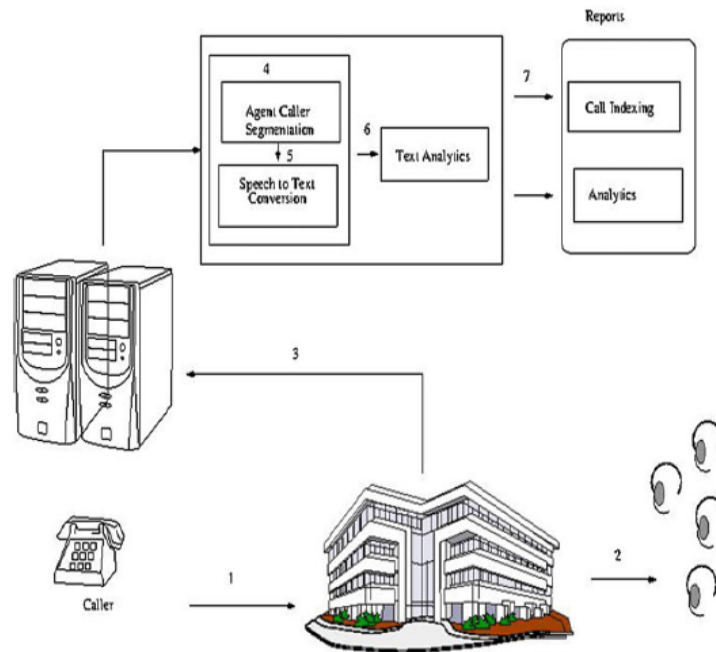 Reports
4
7
Agent Caller
Segmentation
Call Indexing
6
5
Text Analytics
Speech to Text
Conversion
Analytics
3
2
1
Caller